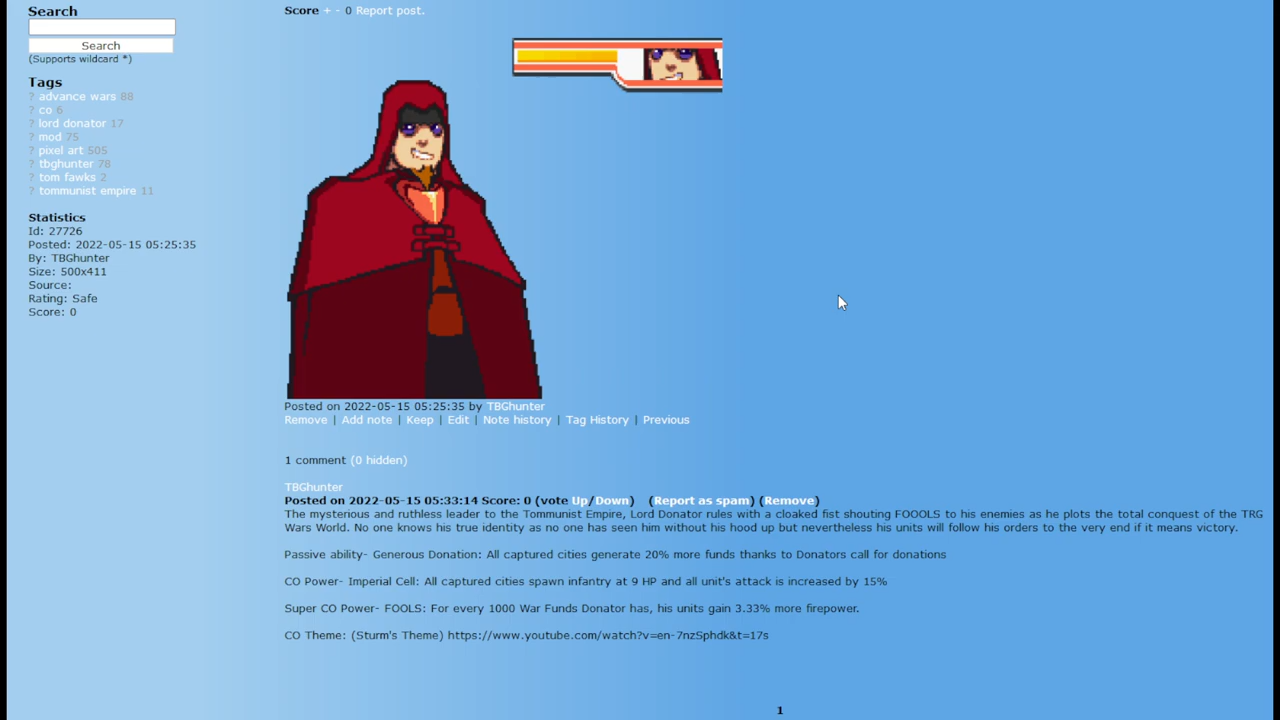 Search
Search
(Supports wildcard *)
Tags
? advance wars 88
? co 6
? lord donator 17
? mod 75
? pixel art 505
? tbghunter 78
? tom fawks 2
? tommunist empire 11
Statistics
Id: 27726
Posted: 2022-05-15 05:25:35
By: TBGhunter
Size: 500x411
Source:
Rating: Safe
Score: 0
Score + - 0 Report post.
Posted on 2022-05-15 05:25:35 by TBGhunter
Remove | Add note | Keep | Edit | Note history | Tag History | Previous
1 comment (0 hidden)
TBGhunter
Posted on 2022-05-15 05:33:14 Score: 0 (vote Up/Down) (Report as spam) (Remove)
The mysterious and ruthless leader to the Tommunist Empire, Lord Donator rules with a cloaked fist shouting FOOOLS to his enemies as he plots the total conquest of the TRG
Wars World. No one knows his true identity as no one has seen him without his hood up but nevertheless his units will follow his orders to the very end if it means victory.
Passive ability- Generous Donation: All captured cities generate 20% more funds thanks to Donators call for donations
CO Power- Imperial Cell: All captured cities spawn infantry at 9 HP and all unit's attack is increased by 15%
Super CO Power- FOOLS: For every 1000 War Funds Donator has, his units gain 3.33% more firepower.
CO Theme: (Sturm's Theme) https://www.youtube.com/watch?v=en-7nzSphdk&t=17s
1